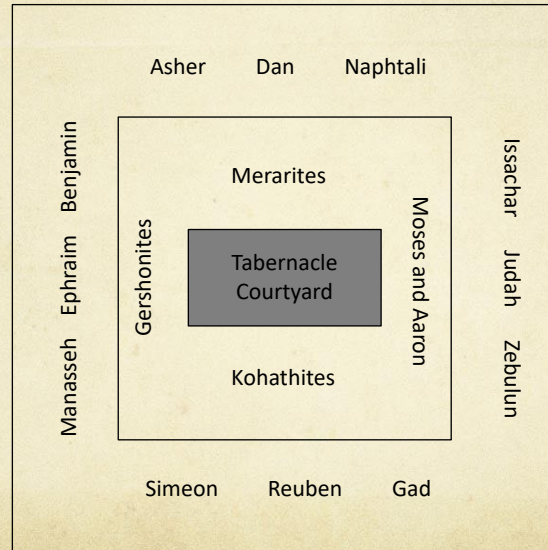 Asher Dan Naphtali
Manasseh Ephraim Benjamin
Gershonites
Merarites
Tabernacle
Courtyard
Kohathites
Moses and Aaron
Issachar Judah Zebulun
Simeon Reuben Gad